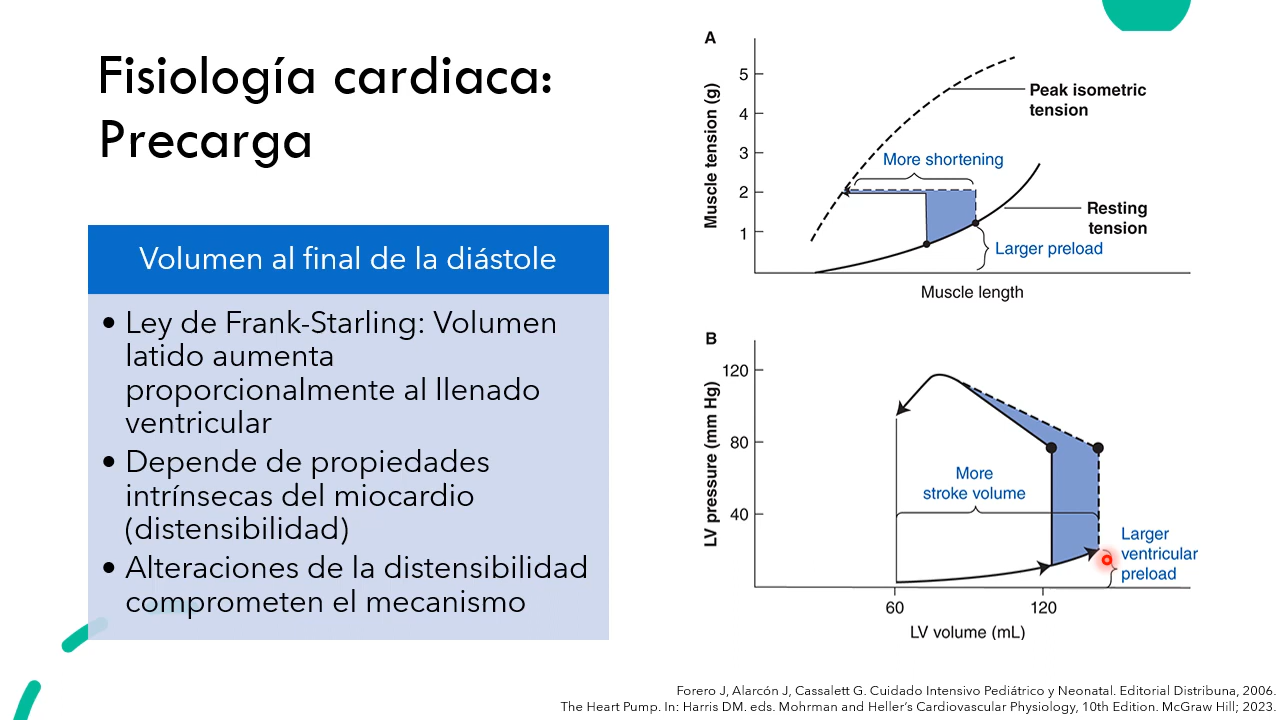 Fisiología cardiaca:
Precarga
Volumen al final de la diástole
• Ley de Frank-Starling: Volumen
latido aumenta
proporcionalmente al llenado
ventricular
• Depende de propiedades
intrínsecas del miocardio
(distensibilidad)
• Alteraciones de la distensibilidad
comprometen el mecanismo
A
Muscle tension (g)
5
4
3
2
1
Peak isometric
tension
More shortening
Resting
tension
Larger preload
Muscle length
B
LV pressure (mm Hg)
120
80
40
More
stroke volume
Larger
ventricular
preload
60
120
LV volume (mL)
Forero J, Alarcón J, Cassalett G. Cuidado Intensivo Pediátrico y Neonatal. Editorial Distribuna, 2006.
The Heart Pump. In: Harris DM. eds. Mohrman and Heller's Cardiovascular Physiology, 10th Edition. McGraw Hill; 2023.